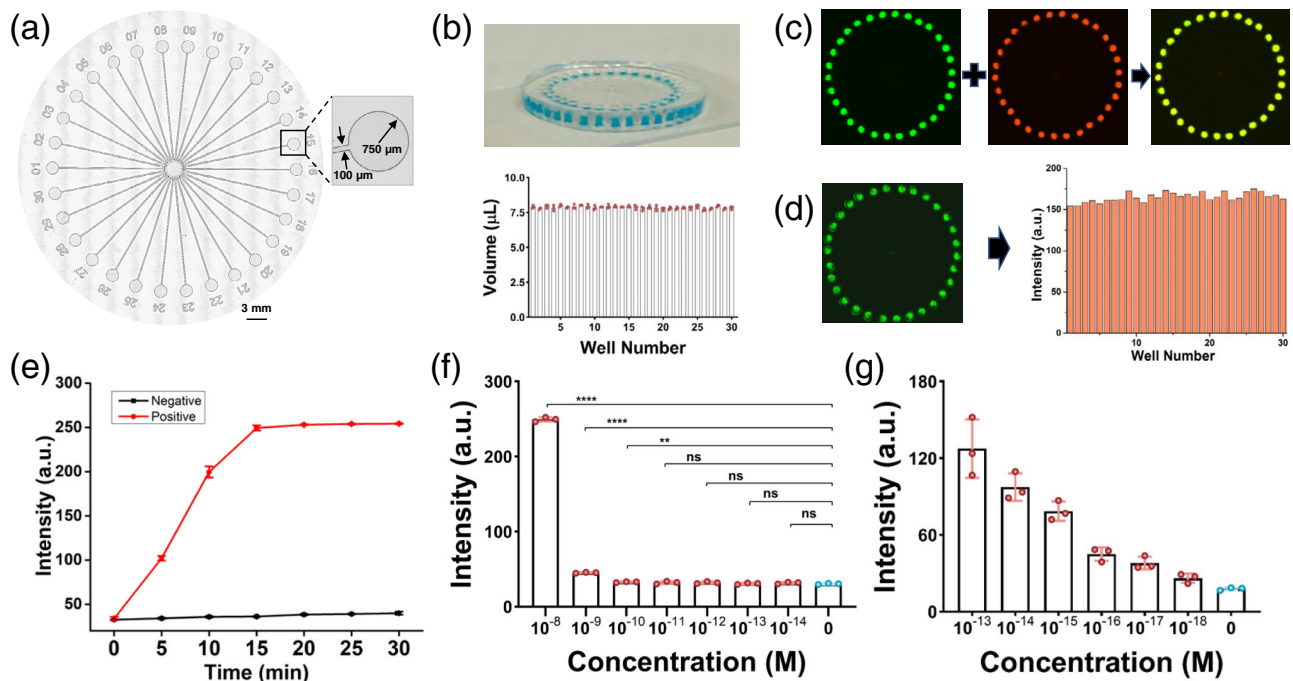 (a)
01
02
03
04
05
06
07
08
09
10
11
12
13
14
15
16
17
18
19
20
21
22
23
24
25
26
27
28
29
30
750 µm
100 µm
3 mm
(b)
Volume (µL)
10.0
7.5
5.0
2.5
0.0
5 10 15 20 25 30
Well Number
(c)
(d)
Intensity (a.u.)
200
150
100
50
0
10 20 30
Well Number
(e)
Intensity (a.u.)
300
250
200
150
100
50
Negative
Positive
0 5 10 15 20 25 30
Time (min)
(f)
Intensity (a.u.)
300
200
100
0
****
****
**
ns
ns
ns
ns
10⁻⁸ 10⁻⁹ 10⁻¹⁰ 10⁻¹¹ 10⁻¹² 10⁻¹³ 10⁻¹⁴ 0
Concentration (M)
(g)
Intensity (a.u.)
180
120
60
0
10⁻¹³ 10⁻¹⁴ 10⁻¹⁵ 10⁻¹⁶ 10⁻¹⁷ 10⁻¹⁸ 0
Concentration (M)